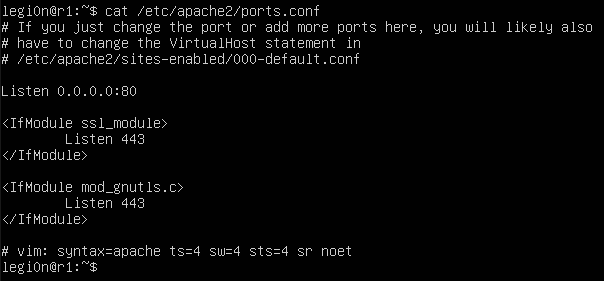 legi0n@r1:~$ cat /etc/apache2/ports.conf
# If you just change the port or add more ports here, you will likely also
# have to change the VirtualHost statement in
# /etc/apache2/sites-enabled/000-default.conf
Listen 0.0.0.0:80
<IfModule ssl_module>
Listen 443
</IfModule>
<IfModule mod_gnutls.c>
Listen 443
</IfModule>
# vim: syntax=apache ts=4 sw=4 sts=4 sr noet
legi0n@r1:~$